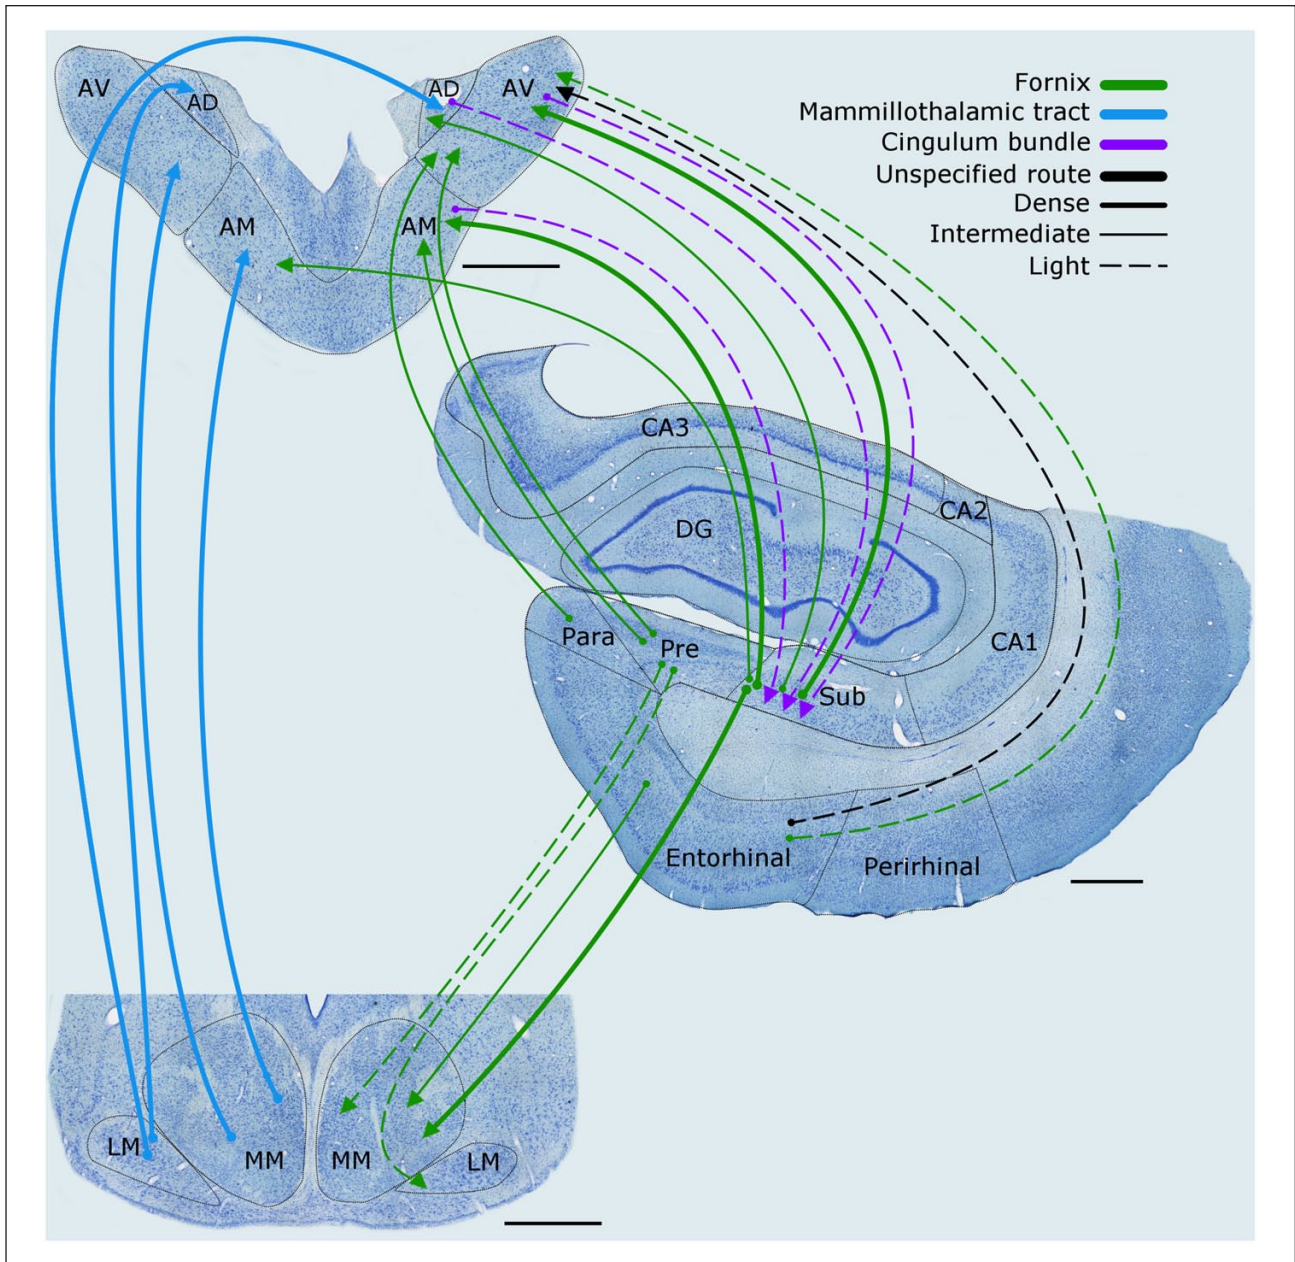 AV
AD
AD
AV
AM
AM
Fornix
Mammillothalamic tract
Cingulum bundle
Unspecified route
Dense
Intermediate
Light
CA3
CA2
DG
Para
Pre
CA1
Sub
Entorhinal
Perirhinal
LM
MM
MM
LM